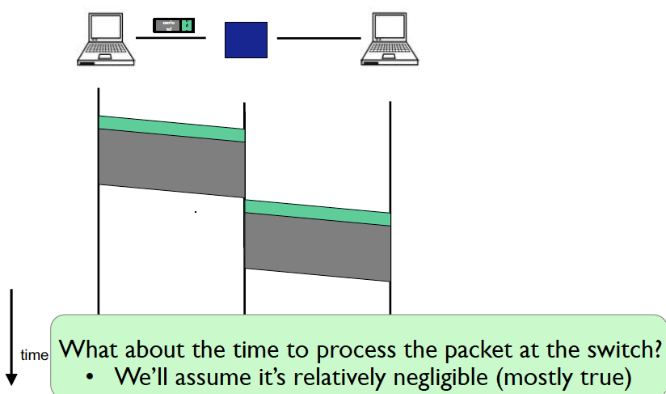 time
What about the time to process the packet at the switch?
• We'll assume it's relatively negligible (mostly true)